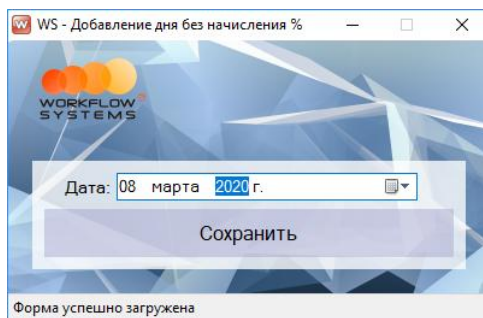 WS - Добавление дня без начисления %
WORKFLOW
SYSTEMS
Дата: 08 марта 2020 г.
Сохранить
Форма успешно загружена